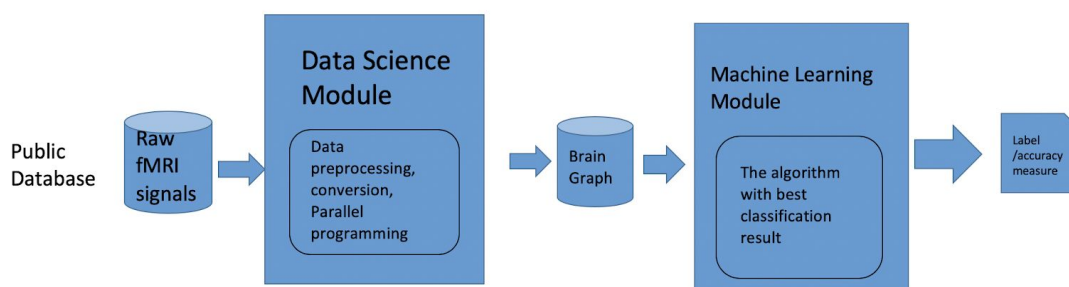 Public
Database
Raw
fMRI
signals
Data Science
Module
Data
preprocessing,
conversion,
Parallel
programming
Brain
Graph
Machine Learning
Module
The algorithm
with best
classification
result
Label
/accuracy
measure